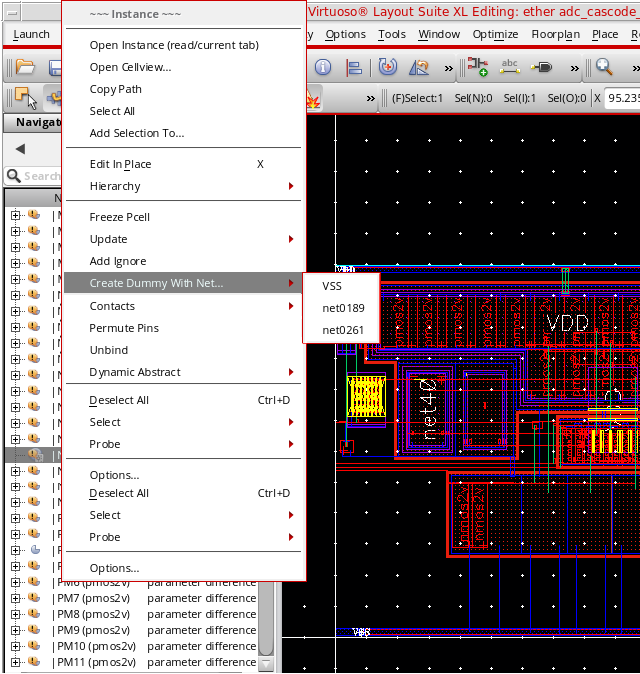 ~~~ Instance ~~~
Virtuoso® Layout Suite XL Editing: ether adc_cascode_
Launch
y Options Tools Window Optimize Floorplan Place R
Open Instance (read/current tab)
Open Cellview...
Copy Path
Select All
Add Selection To...
abc
»
(F)Select:1 Sel(N):0 Sel(I):1 Sel(O):0 X 95.235
Navigat
Search
Edit In Place X
Hierarchy
Freeze Pcell
Update
Add Ignore
Create Dummy With Net...
VSS
net0189
net0261
Contacts
Permute Pins
Unbind
Dynamic Abstract
Deselect All Ctrl+D
Select
Probe
Options...
Deselect All Ctrl+D
Select
Probe
Options...
PM6 (pmos2v) parameter difference
PM7 (pmos2v) parameter difference
PM8 (pmos2v) parameter difference
PM9 (pmos2v) parameter difference
PM10 (pmos2v) parameter difference
PM11 (pmos2v) parameter difference
VDD
net40
nmos2v
nmos2v